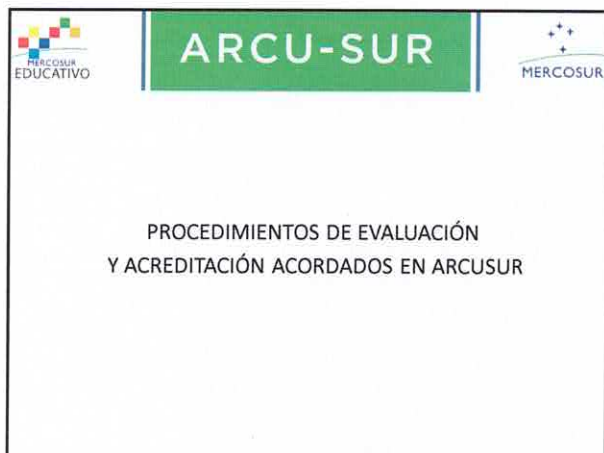 MERCOSUR
EDUCATIVO
ARCU-SUR
MERCOSUR
PROCEDIMIENTOS DE EVALUACIÓN
Y ACREDITACIÓN ACORDADOS EN ARCUSUR